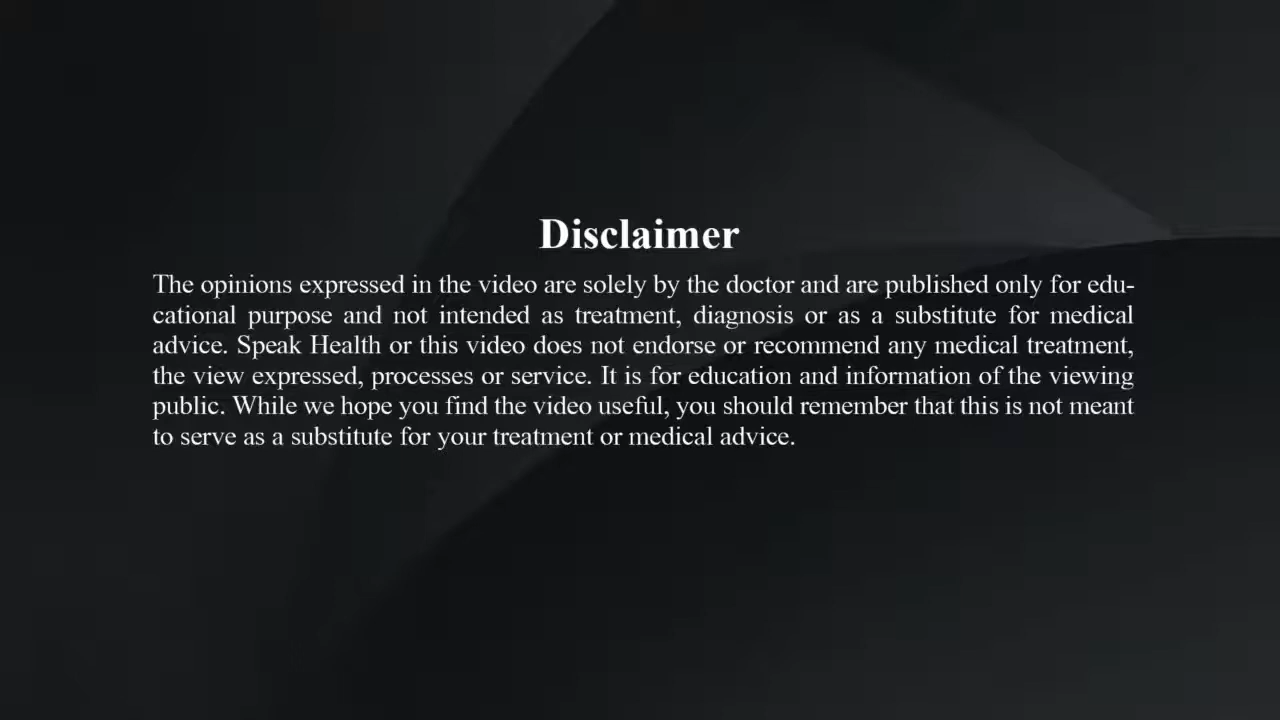 Disclaimer
The opinions expressed in the video are solely by the doctor and are published only for edu-
cational purpose and not intended as treatment, diagnosis or as a substitute for medical
advice. Speak Health or this video does not endorse or recommend any medical treatment,
the view expressed, processes or service. It is for education and information of the viewing
public. While we hope you find the video useful, you should remember that this is not meant
to serve as a substitute for your treatment or medical advice.